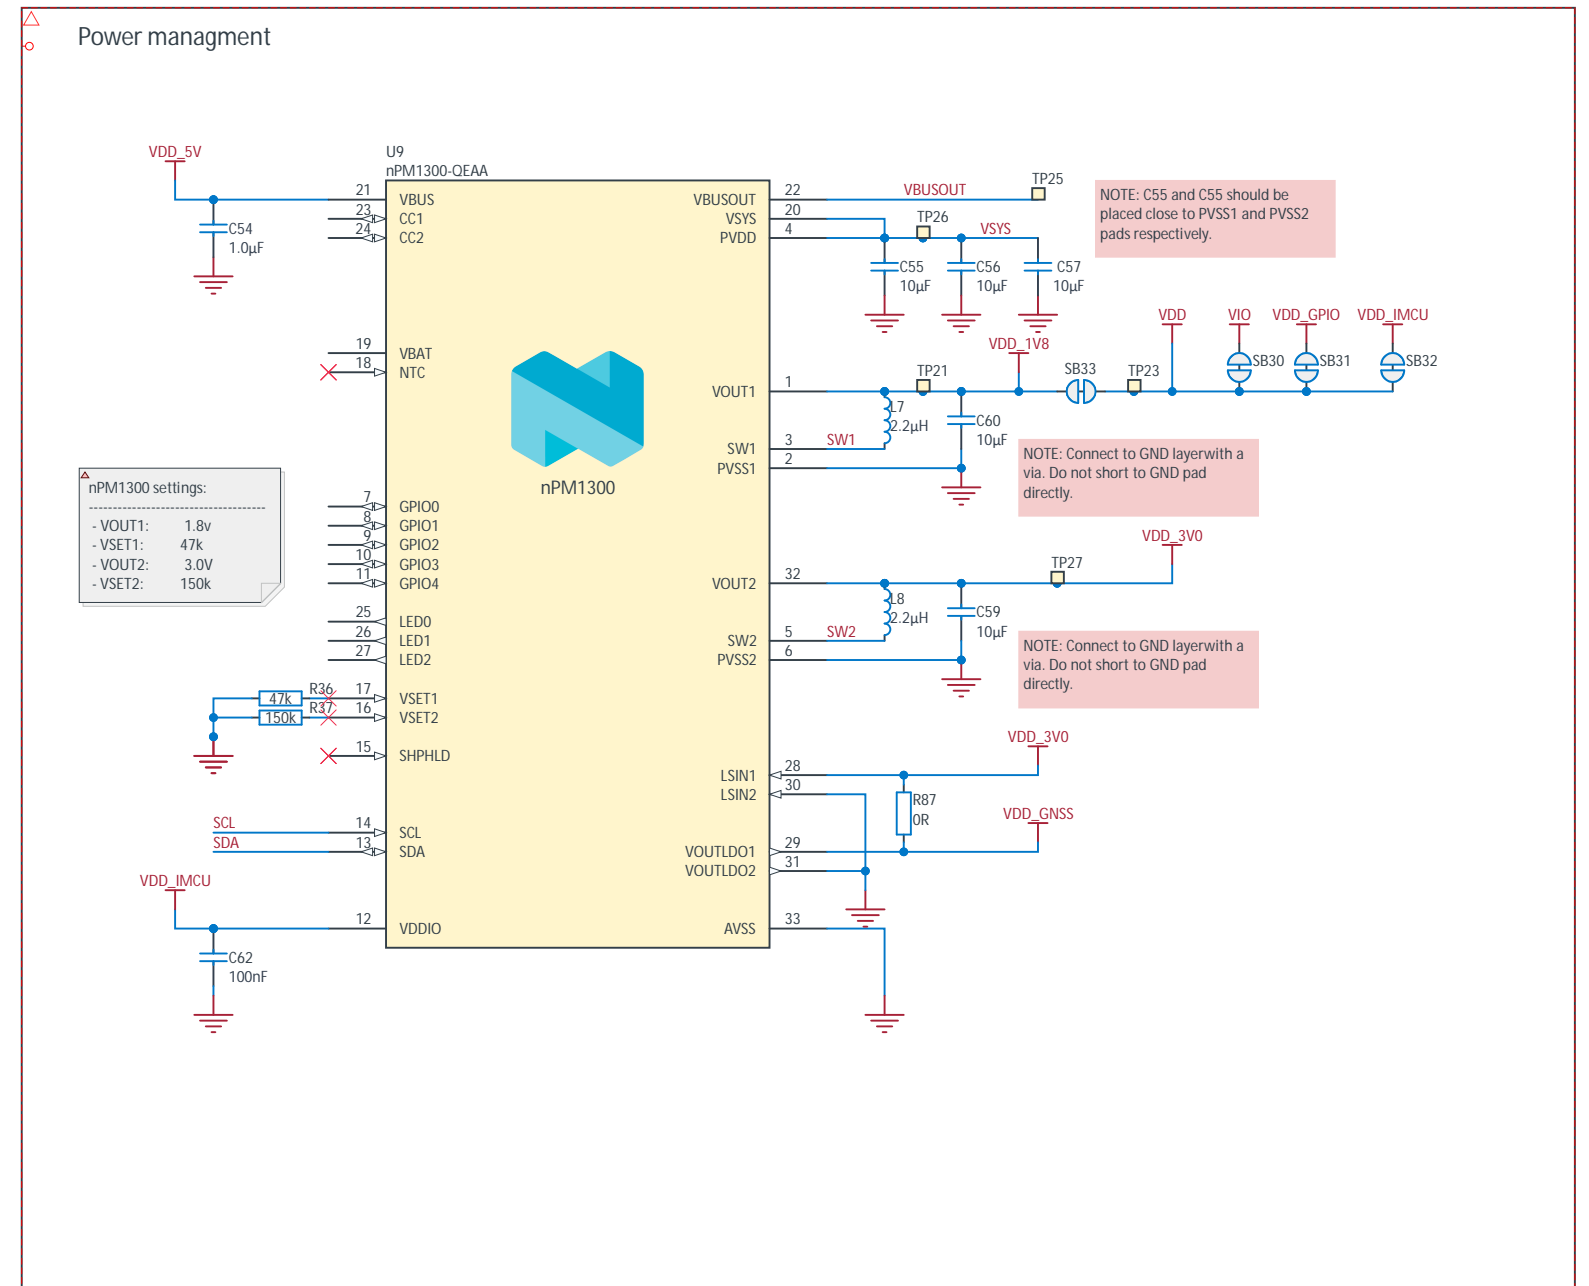 Power managment
U9
nPM1300-QEAA
VDD_5V
C54
1.0µF
21
VBUS
23
CC1
24
CC2
19
VBAT
18
NTC
nPM1300 settings:
-----------------------------------
- VOUT1: 1.8v
- VSET1: 47k
- VOUT2: 3.0V
- VSET2: 150k
7
GPIO0
8
GPIO1
9
GPIO2
10
GPIO3
11
GPIO4
25
LED0
26
LED1
27
LED2
R36
47k
17
VSET1
R37
150k
16
VSET2
15
SHPHLD
SCL
14
SCL
SDA
13
SDA
VDD_IMCU
12
VDDIO
C62
100nF
nPM1300
VBUSOUT
22
VBUSOUT
TP25
VSYS
20
TP26
PVDD
4
VSYS
C55
10µF
C56
10µF
C57
10µF
NOTE: C55 and C55 should be
placed close to PVSS1 and PVSS2
pads respectively.
VDD
VIO
VDD_GPIO
VDD_IMCU
VDD_1V8
SB30
SB31
SB32
VOUT1
1
TP21
SB33
TP23
L7
2.2µH
C60
10µF
SW1
3
SW1
PVSS1
2
NOTE: Connect to GND layerwith a
via. Do not short to GND pad
directly.
VDD_3V0
VOUT2
32
TP27
L8
2.2µH
C59
10µF
SW2
5
SW2
PVSS2
6
NOTE: Connect to GND layerwith a
via. Do not short to GND pad
directly.
VDD_3V0
LSIN1
28
LSIN2
30
R87
0R
VDD_GNSS
VOUTLDO1
29
VOUTLDO2
31
AVSS
33